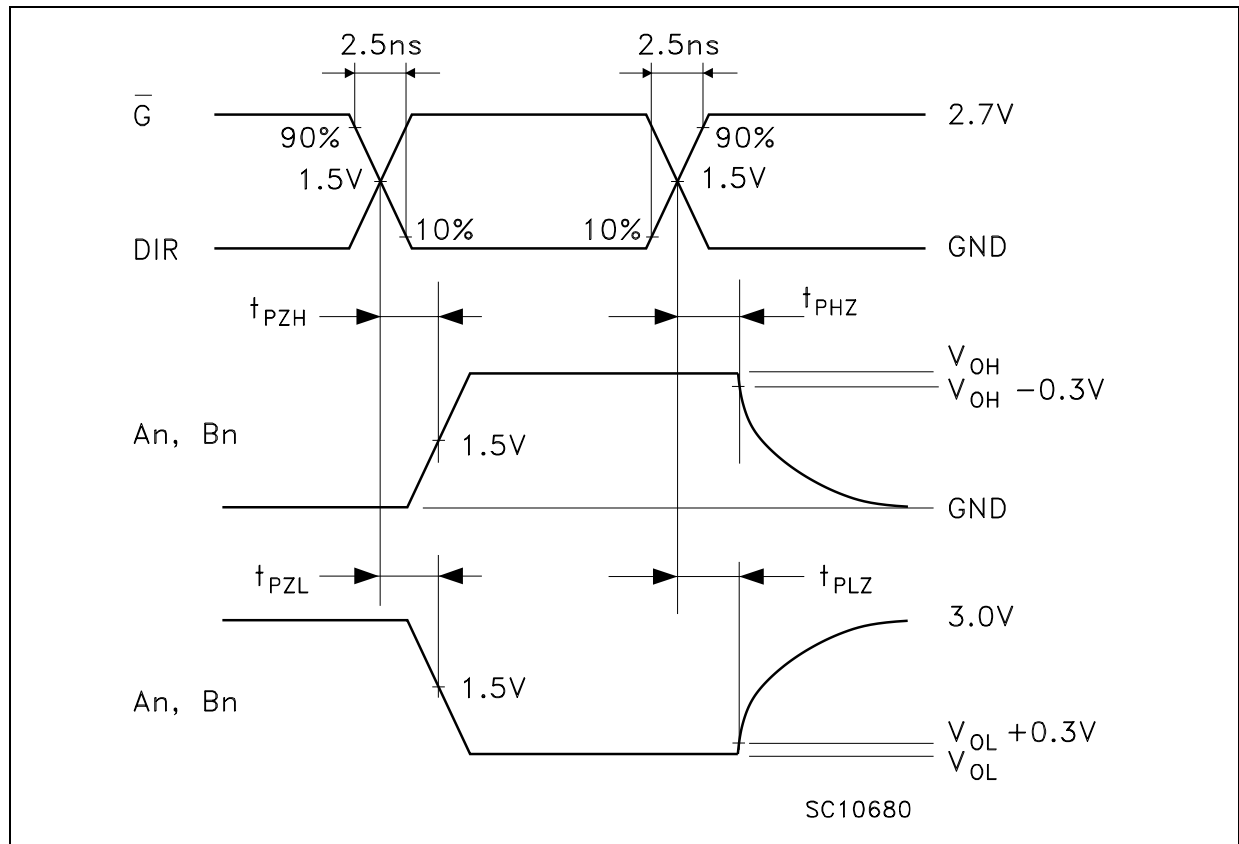 2.5ns 2.5ns
G̅ 2.7V
90% 90%
1.5V 1.5V
10% 10%
DIR GND
tPZH tPHZ
VOH
VOH −0.3V
An, Bn 1.5V
GND
tPZL tPLZ
3.0V
1.5V
An, Bn
VOL +0.3V
VOL
SC10680